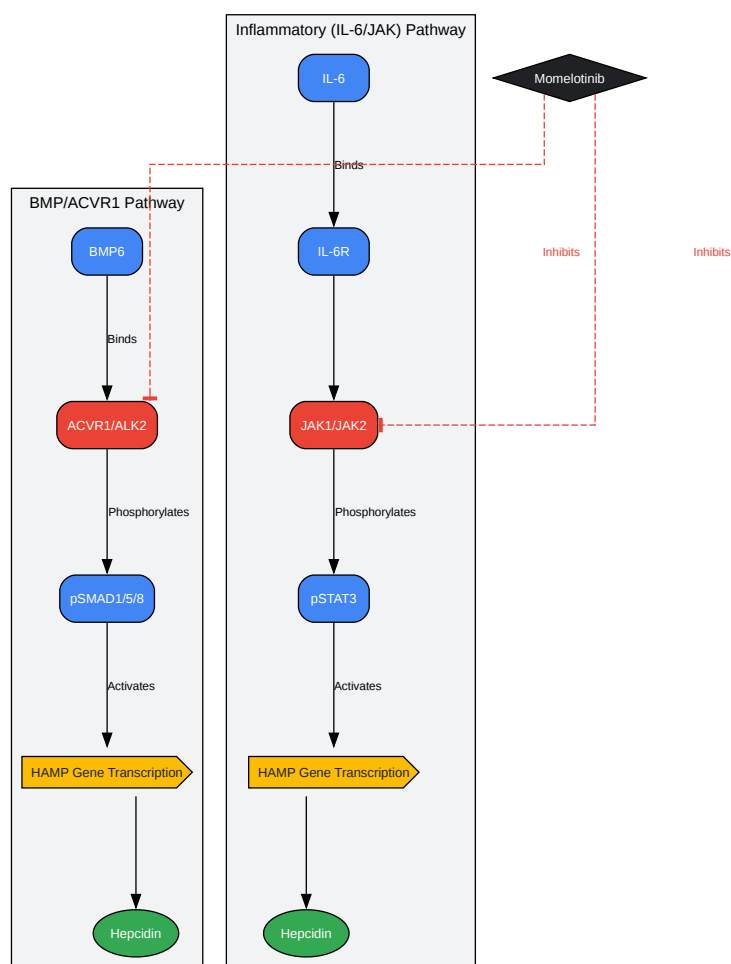 Inflammatory (IL-6/JAK) Pathway
IL-6
Momelotinib
Binds
BMP/ACVR1 Pathway
BMP6
IL-6R
Inhibits
Inhibits
Binds
ACVR1/ALK2
JAK1/JAK2
Phosphorylates
Phosphorylates
pSMAD1/5/8
pSTAT3
Activates
Activates
HAMP Gene Transcription
HAMP Gene Transcription
Hepcidin
Hepcidin